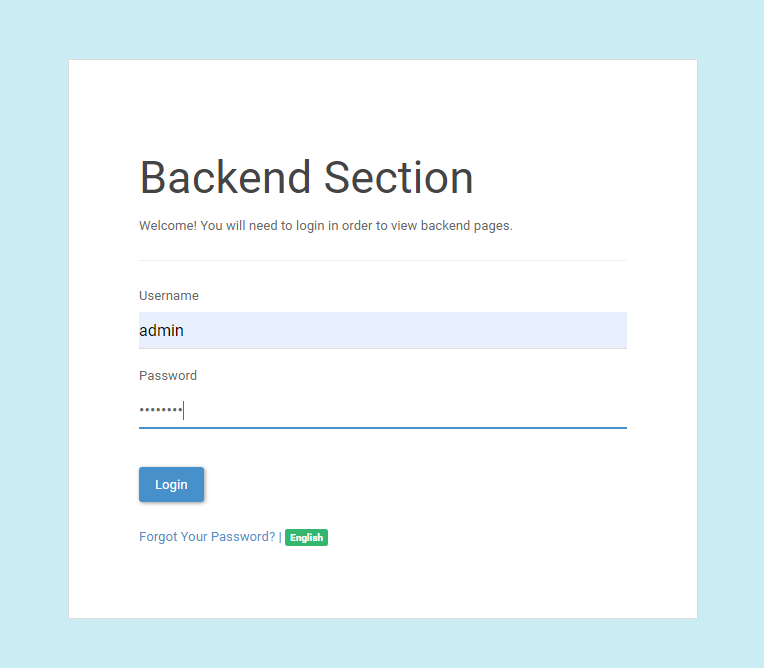 Backend Section
Welcome! You will need to login in order to view backend pages.
Username
admin
Password
••••••••
Login
Forgot Your Password? | English